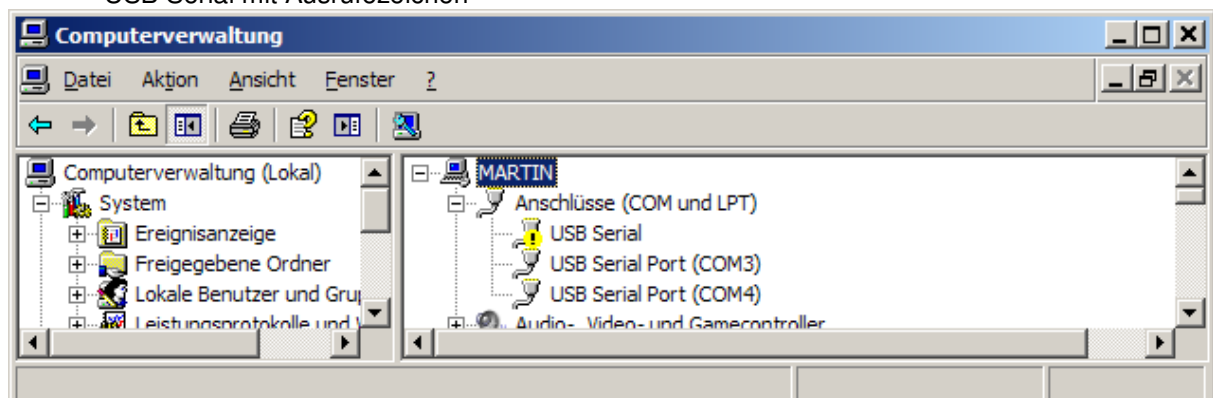 USB Serial mit Ausrufezeichen
Computerverwaltung
Datei Aktion Ansicht Fenster ?
Computerverwaltung (Lokal)
System
Ereignisanzeige
Freigegebene Ordner
Lokale Benutzer und Gru
Leistungsprotokolle und
MARTIN
Anschlüsse (COM und LPT)
USB Serial
USB Serial Port (COM3)
USB Serial Port (COM4)
Audio-, Video- und Gamecontroller